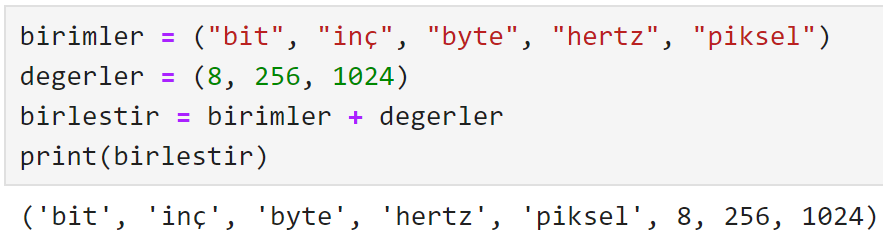 birimler = ("bit", "inç", "byte", "hertz", "piksel")
degerler = (8, 256, 1024)
birlestir = birimler + degerler
print(birlestir)
('bit', 'inç', 'byte', 'hertz', 'piksel', 8, 256, 1024)